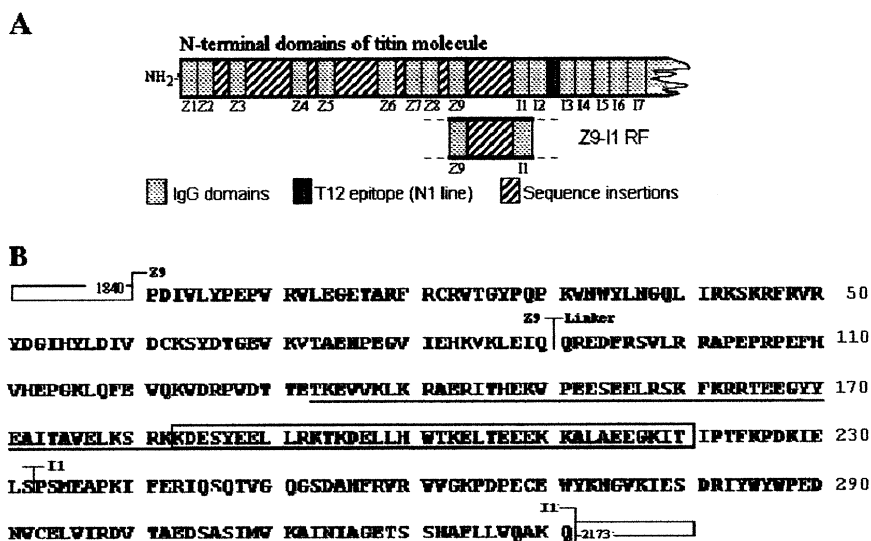 A
N-terminal domains of titin molecule
NH2-
Z1 Z2 Z3 Z4 Z5 Z6 Z7 Z8 Z9 I1 I2 I3 I4 I5 I6 I7
Z9-I1 RF
Z9 I1
IgG domains T12 epitope (N1 line) Sequence insertions
B
1840 Z9
PDIVLYPEPV RVLEGETARF RCRVTGYPQP KVNWYLNGQL IRKSKRFRVR 50
Z9 Linker
YDGIHYLDIV DCKSYDTGEV KVTAENPEGV IEHKVKLEIQ QREDFRSVLR RAPEPRPEFH 110
VHEPGKLQFE VQKVDRPVDT TETKEVVKLK RAERITHEKV PEESEELRSK FKRRTEEGYY 170
EAITAVELKS RKKDESYEEL LRKTKDELLH WTKELTEEEK KALAEEGKIT IPTFKPDKIE 230
I1
LSPSMEAPKI FERIQSQTVG QGSDAHFRVR VVGKPDPECE WYKNGVKIES DRIYWYWPED 290
I1
NVCELVIRDV TAEDSASIMV KAINIAGETS SHAFLLVQAK Q 2173